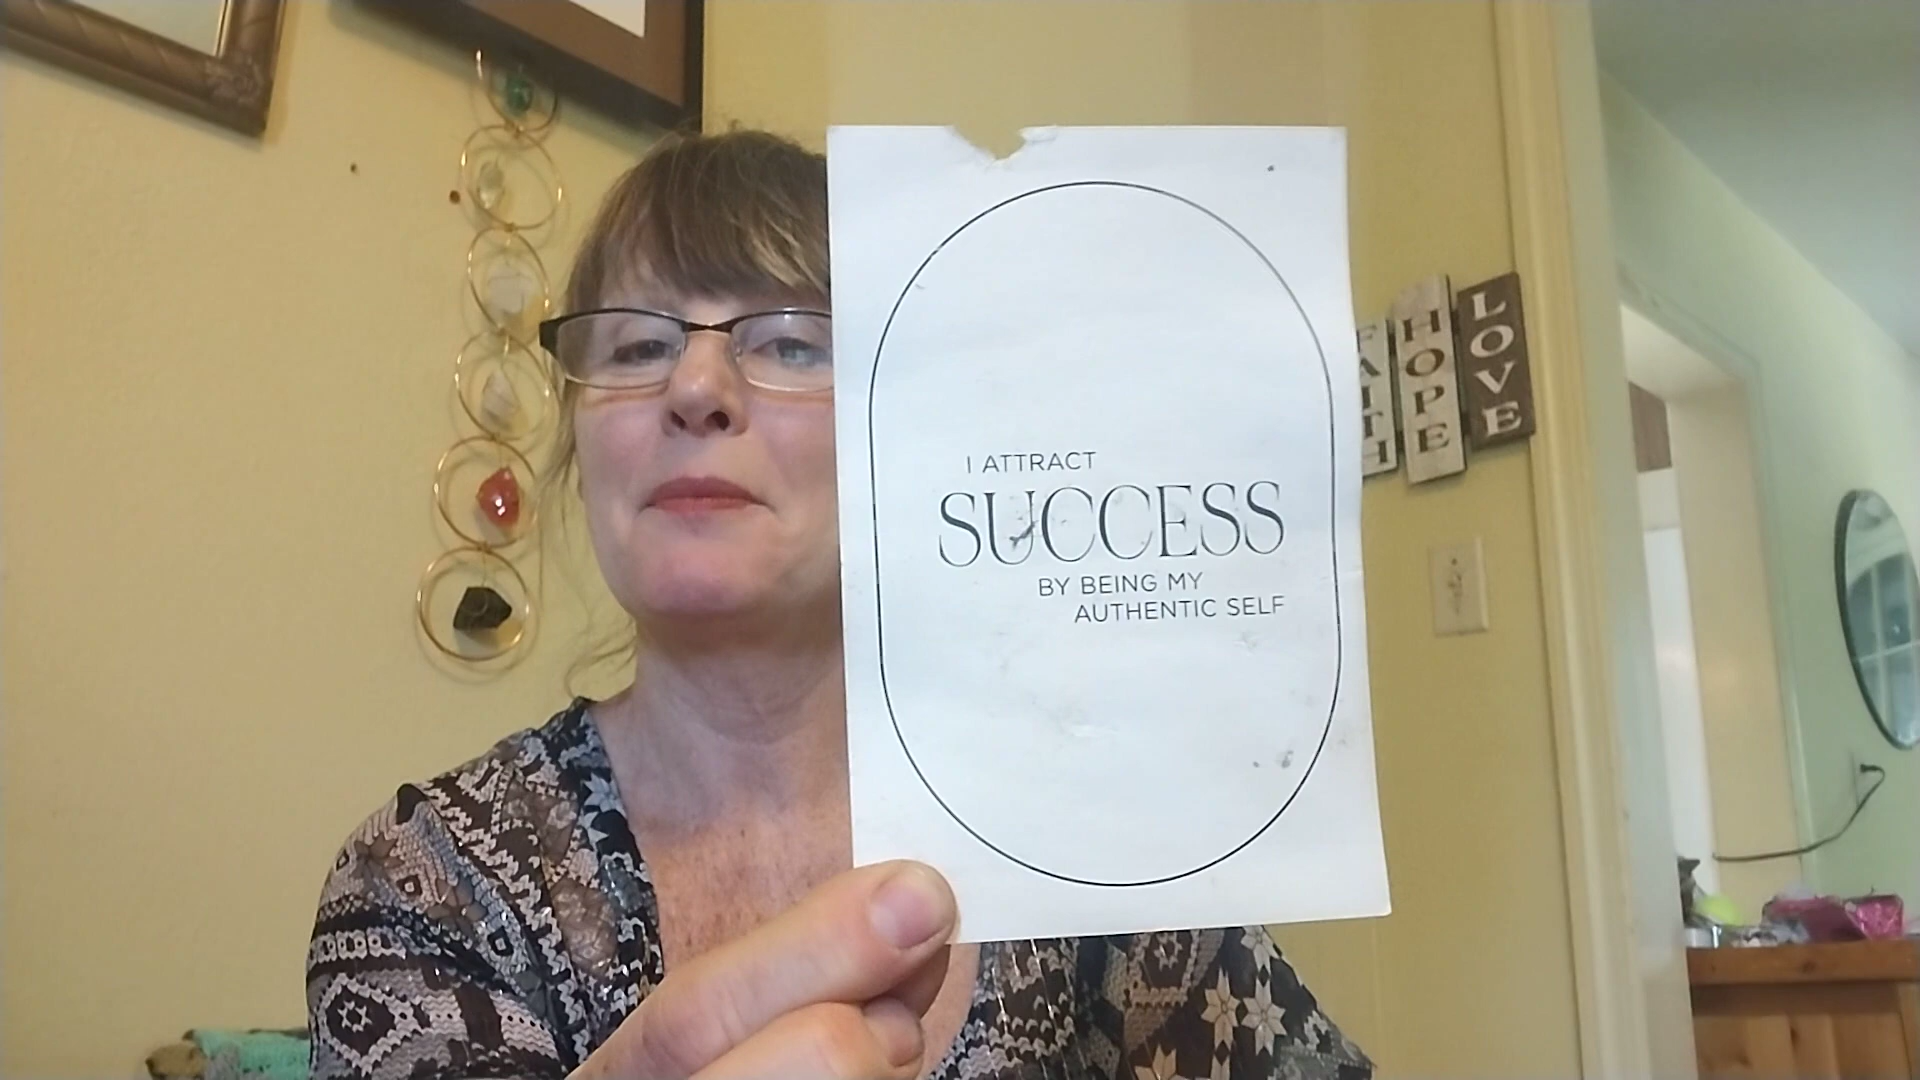 I ATTRACT
SUCCESS
BY BEING MY
AUTHENTIC SELF
FAITH
HOPE
LOVE